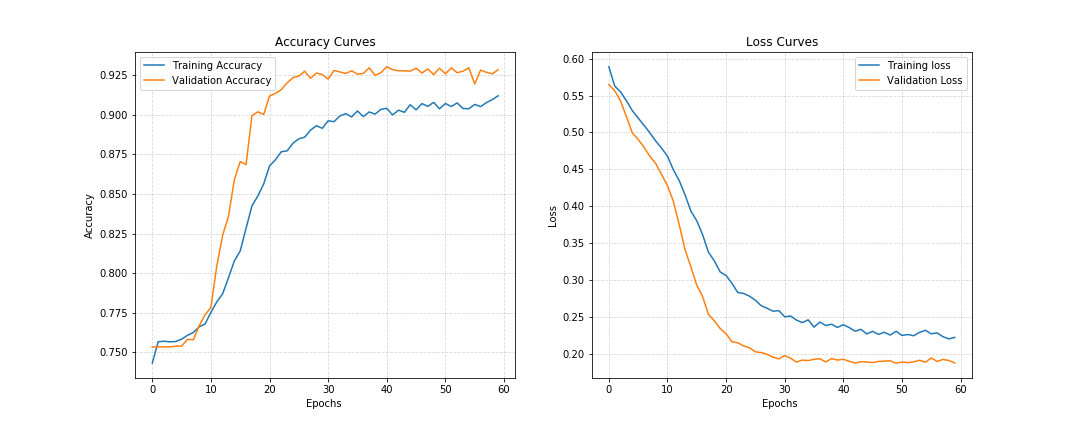 Accuracy Curves
Training Accuracy
Validation Accuracy
0.925
0.900
0.875
0.850
0.825
0.800
0.775
0.750
Accuracy
0 10 20 30 40 50 60
Epochs
Loss Curves
Training loss
Validation Loss
0.60
0.55
0.50
0.45
0.40
0.35
0.30
0.25
0.20
Loss
0 10 20 30 40 50 60
Epochs